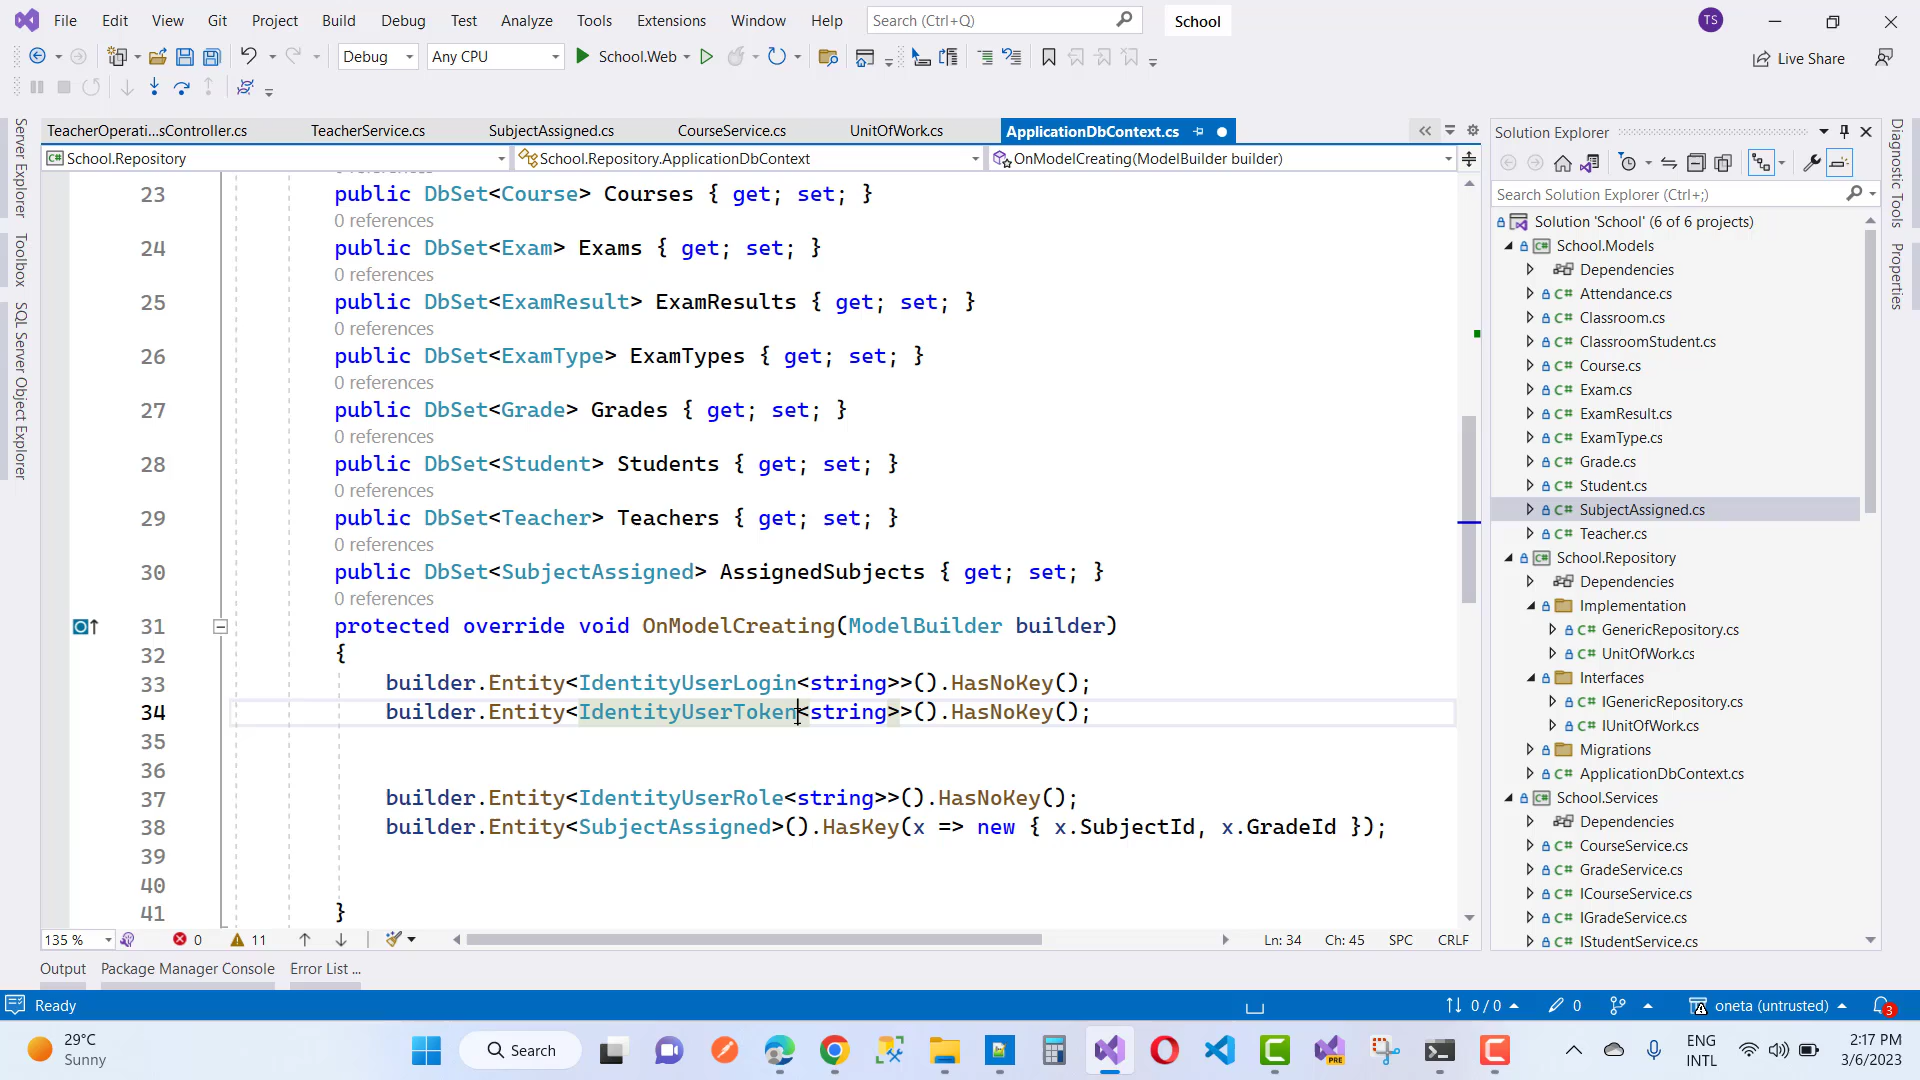 File Edit View Git Project Build Debug Test Analyze Tools Extensions Window Help Search (Ctrl+Q) School TS
Debug Any CPU School.Web Live Share
TeacherOperati...sController.cs TeacherService.cs SubjectAssigned.cs CourseService.cs UnitOfWork.cs ApplicationDbContext.cs
School.Repository School.Repository.ApplicationDbContext OnModelCreating(ModelBuilder builder)
23 public DbSet<Course> Courses { get; set; }
0 references
24 public DbSet<Exam> Exams { get; set; }
0 references
25 public DbSet<ExamResult> ExamResults { get; set; }
0 references
26 public DbSet<ExamType> ExamTypes { get; set; }
0 references
27 public DbSet<Grade> Grades { get; set; }
0 references
28 public DbSet<Student> Students { get; set; }
0 references
29 public DbSet<Teacher> Teachers { get; set; }
0 references
30 public DbSet<SubjectAssigned> AssignedSubjects { get; set; }
0 references
31 protected override void OnModelCreating(ModelBuilder builder)
32 {
33 builder.Entity<IdentityUserLogin<string>>().HasNoKey();
34 builder.Entity<IdentityUserToken<string>>().HasNoKey();
35
36
37 builder.Entity<IdentityUserRole<string>>().HasNoKey();
38 builder.Entity<SubjectAssigned>().HasKey(x => new { x.SubjectId, x.GradeId });
39
40
41 }
135 % 0 11 Ln: 34 Ch: 45 SPC CRLF
Output Package Manager Console Error List ...
Server Explorer
Toolbox
SQL Server Object Explorer
Solution Explorer
Search Solution Explorer (Ctrl+;)
Solution 'School' (6 of 6 projects)
School.Models
Dependencies
C# Attendance.cs
C# Classroom.cs
C# ClassroomStudent.cs
C# Course.cs
C# Exam.cs
C# ExamResult.cs
C# ExamType.cs
C# Grade.cs
C# Student.cs
C# SubjectAssigned.cs
C# Teacher.cs
School.Repository
Dependencies
Implementation
C# GenericRepository.cs
C# UnitOfWork.cs
Interfaces
C# IGenericRepository.cs
C# IUnitOfWork.cs
Migrations
C# ApplicationDbContext.cs
School.Services
Dependencies
C# CourseService.cs
C# GradeService.cs
C# ICourseService.cs
C# IGradeService.cs
C# IStudentService.cs
Diagnostic Tools
Properties
Ready 0 / 0 0 oneta (untrusted) 3
29°C
Sunny
Search
PRE
ENG
INTL
2:17 PM
3/6/2023